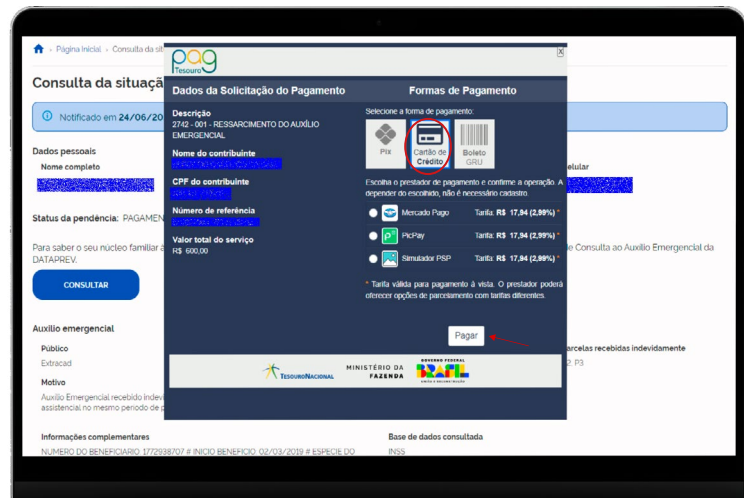 Página Inicial › Consulta da sit
Consulta da situaçã
Notificado em 24/06/20
Dados pessoais
Nome completo
elular
Status da pendência: PAGAMEN
Para saber o seu núcleo familiar
de Consulta ao Auxílio Emergencial da
DATAPREV.
CONSULTAR
Auxílio emergencial
Público
Extracad
arcelas recebidas indevidamente
2, P3
Motivo
Auxílio Emergencial recebido indevi
assistencial no mesmo período de p
Informações complementares
NUMERO DO BENEFICIARIO: 1772938707 # INICIO BENEFICIO: 02/03/2019 # ESPECIE DO
Base de dados consultada
INSS
pag
Tesouro
X
Dados da Solicitação do Pagamento
Descrição
2742 - 001 - RESSARCIMENTO DO AUXÍLIO
EMERGENCIAL
Nome do contribuinte
CPF do contribuinte
Número de referência
Valor total do serviço
R$ 600,00
Formas de Pagamento
Selecione a forma de pagamento:
Pix
Cartão de
Crédito
Boleto
GRU
Escolha o prestador de pagamento e confirme a operação. A
depender do escolhido, não é necessário cadastro.
Mercado Pago Tarifa: R$ 17,94 (2,99%) *
PicPay Tarifa: R$ 17,94 (2,99%) *
Simulador PSP Tarifa: R$ 17,94 (2,99%) *
* Tarifa válida para pagamento à vista. O prestador poderá
oferecer opções de parcelamento com tarifas diferentes.
Pagar
TESOURONACIONAL
MINISTÉRIO DA
FAZENDA
GOVERNO FEDERAL
BRASIL
UNIÃO E RECONSTRUÇÃO